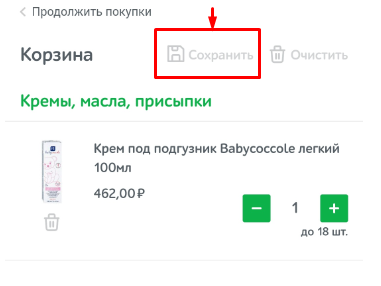 Продолжить покупки
Корзина
Сохранить
Очистить
Кремы, масла, присыпки
Крем под подгузник Babycoccole легкий
100мл
462,00 ₽
1
до 18 шт.